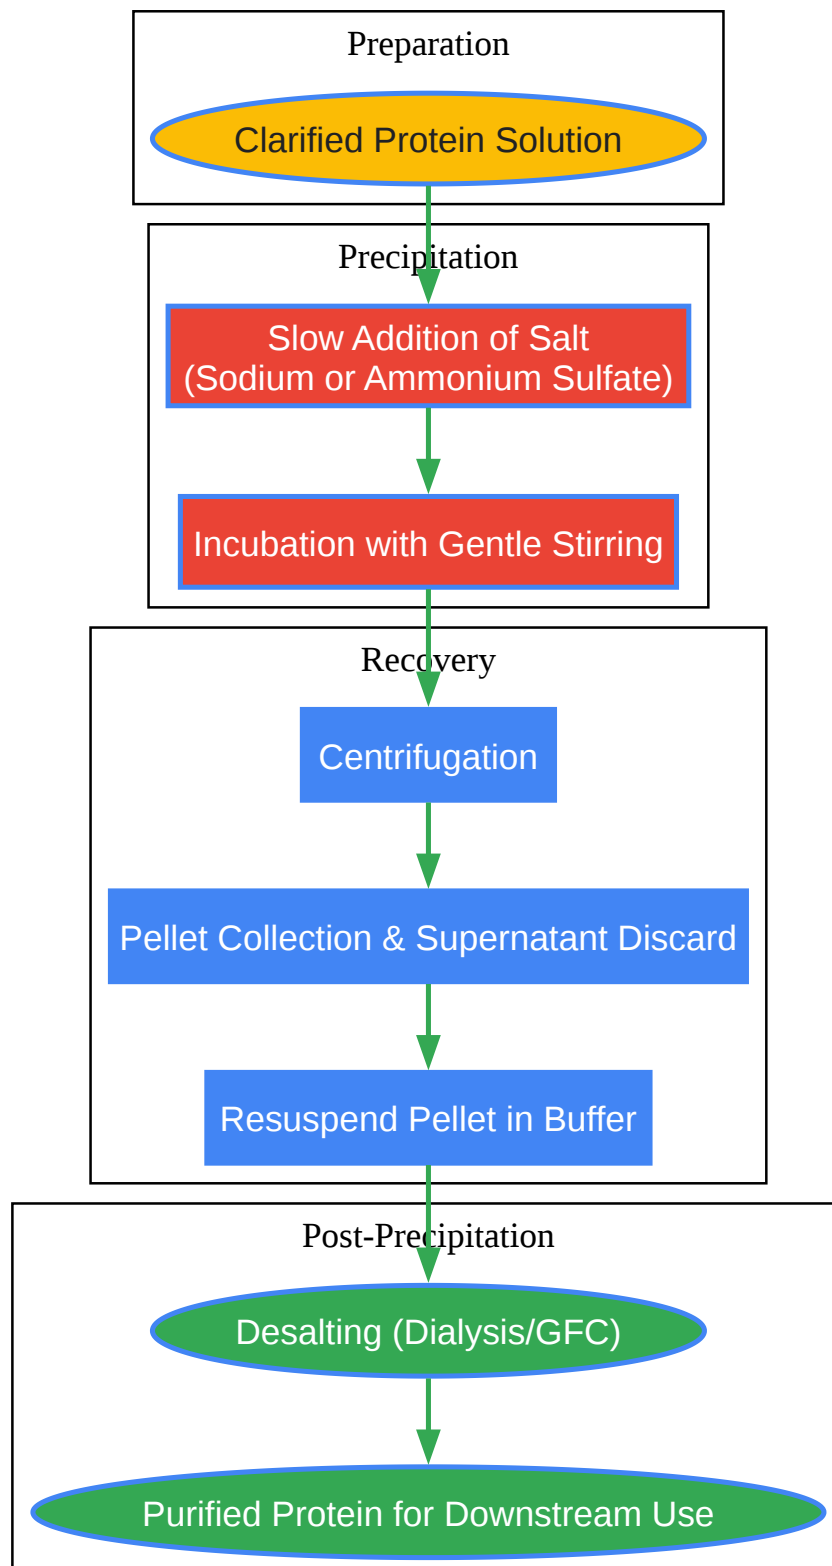 Preparation
Clarified Protein Solution
Precipitation
Slow Addition of Salt
(Sodium or Ammonium Sulfate)
Incubation with Gentle Stirring
Recovery
Centrifugation
Pellet Collection & Supernatant Discard
Resuspend Pellet in Buffer
Post-Precipitation
Desalting (Dialysis/GFC)
Purified Protein for Downstream Use